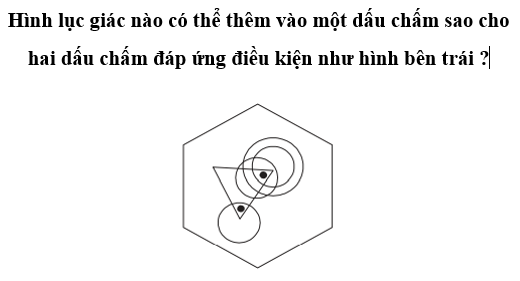 Hình lục giác nào có thể thêm vào một dấu chấm sao cho
hai dấu chấm đáp ứng điều kiện như hình bên trái ?